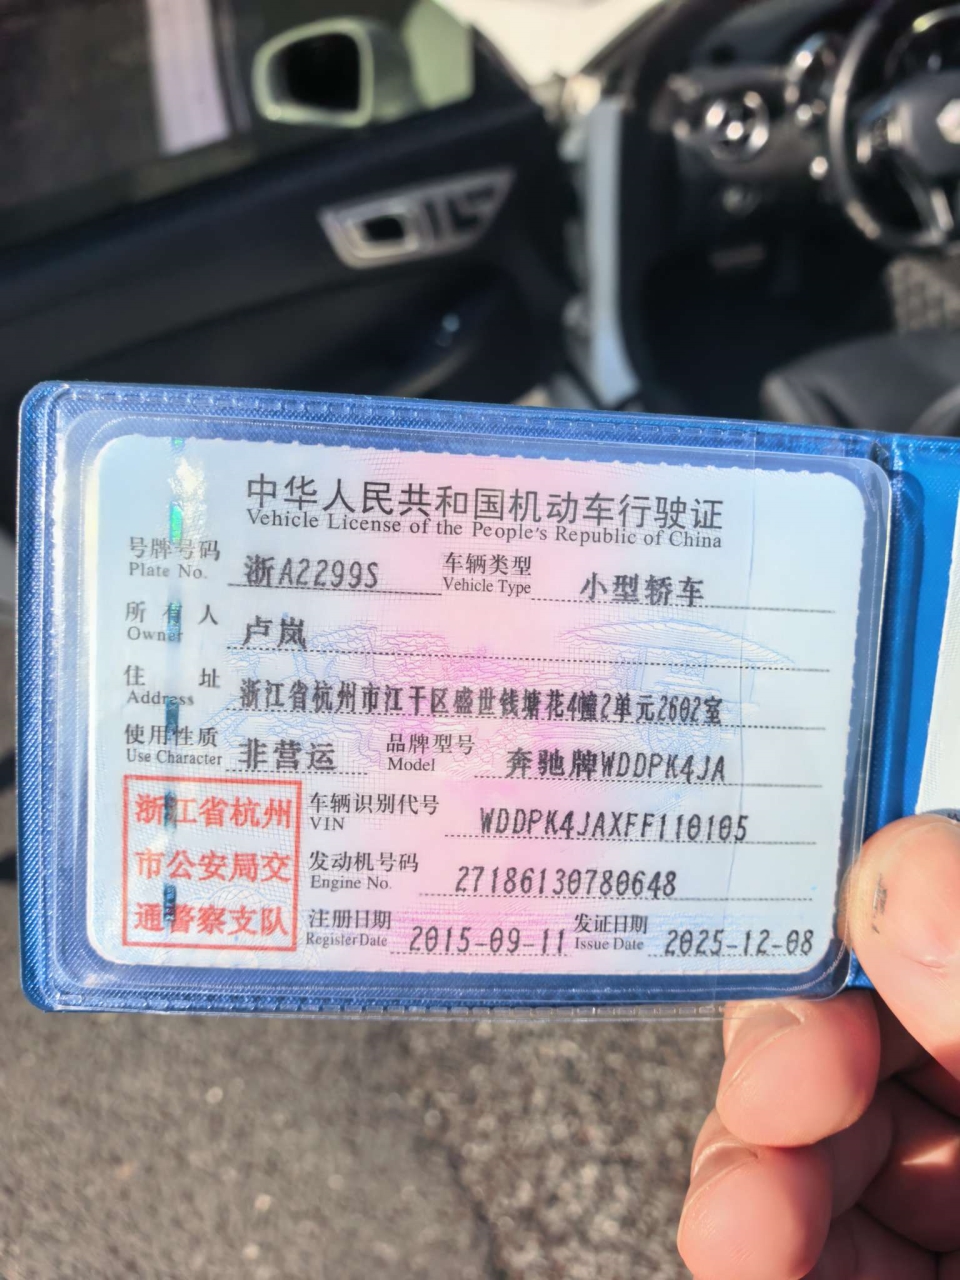 中华人民共和国机动车行驶证
Vehicle License of the People's Republic of China
号牌号码 浙A2299S 车辆类型 小型轿车
Plate No. Vehicle Type
所有人 卢岚
Owner
住址 浙江省杭州市江干区盛世钱塘花4幢2单元2602室
Address
使用性质 非营运 品牌型号 奔驰牌WDDPK4JA
Use Character Model
浙江省杭州
市公安局交
通警察支队
车辆识别代号 WDDPK4JAXFF110105
VIN
发动机号码 27186130780648
Engine No.
注册日期 2015-09-11 发证日期 2025-12-08
Register Date Issue Date